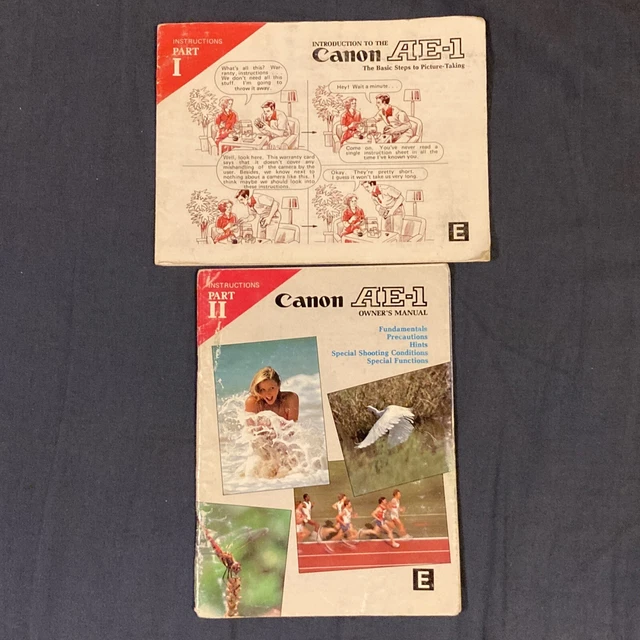 INSTRUCTIONS
PART
I
INTRODUCTION TO THE
Canon AE-1
The Basic Steps to Picture-Taking
What's all this? War-
ranty, instructions . . .
We don't need all this
stuff. I'm going to
throw it away.
Hey! Wait a minute. . .
Come on. You've never read a
single instruction sheet in all the
time I've known you.
Well, look here. This warranty card
says that it doesn't cover any
mishandling of the camera by the
user. Besides, we know next to
nothing about a camera like this. I
think maybe we should look into
these instructions.
Okay. They're pretty short.
I guess it won't take us very long.
E
INSTRUCTIONS
PART
II
Canon AE-1
OWNER'S MANUAL
Fundamentals
Precautions
Hints
Special Shooting Conditions
Special Functions
E